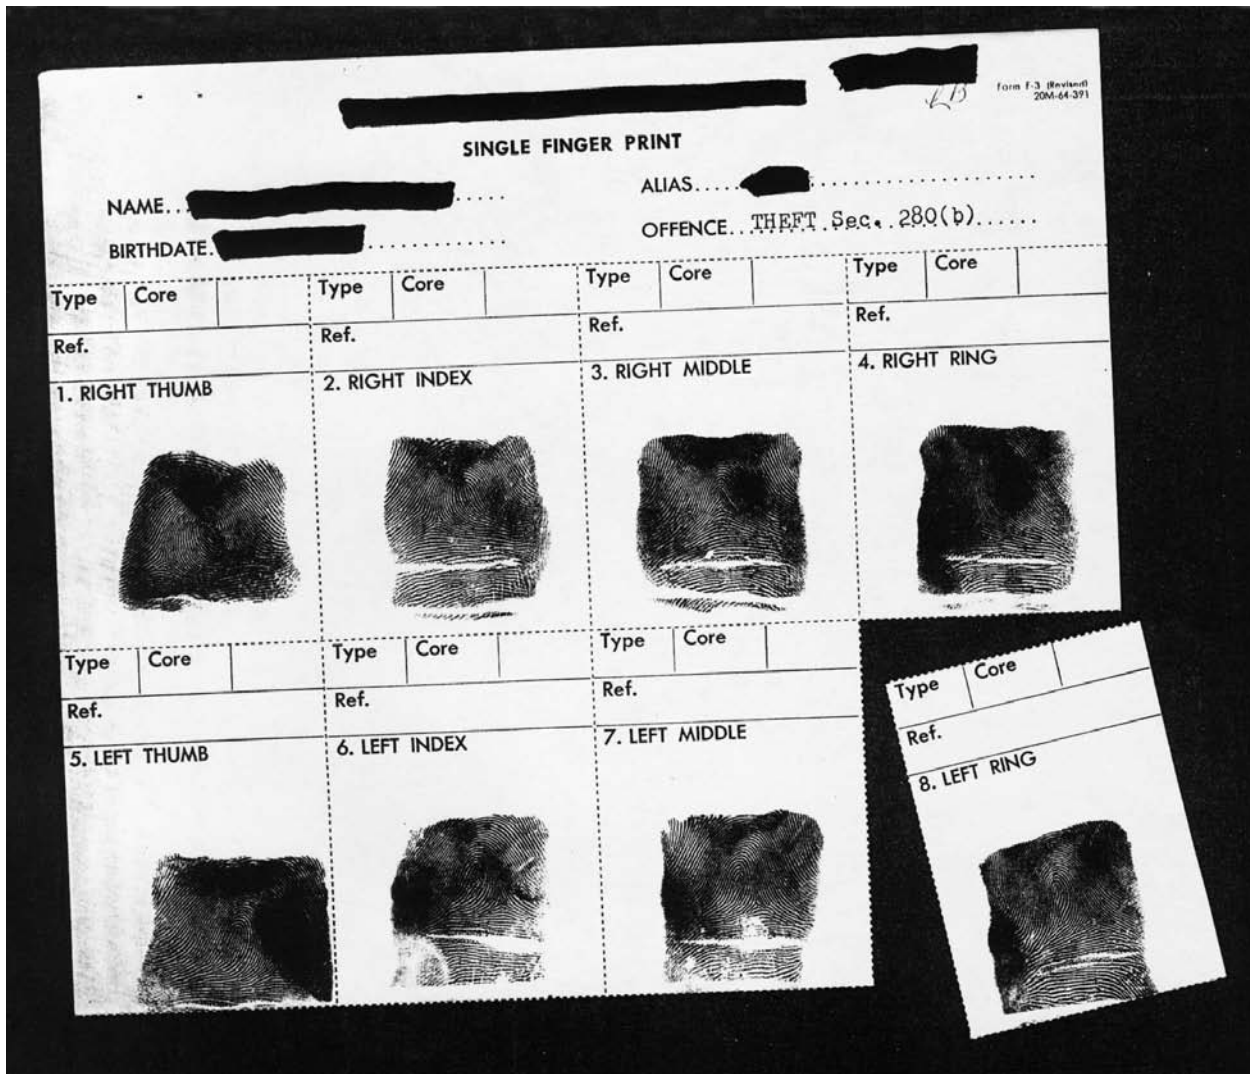 Form F-3 (Revised)
20M-64-391
SINGLE FINGER PRINT
NAME
ALIAS
BIRTHDATE
OFFENCE THEFT Sec. 280(b)
Type Core Type Core Type Core Type Core
Ref. Ref. Ref. Ref.
1. RIGHT THUMB 2. RIGHT INDEX 3. RIGHT MIDDLE 4. RIGHT RING
Type Core Type Core Type Core Type Core
Ref. Ref. Ref. Ref.
5. LEFT THUMB 6. LEFT INDEX 7. LEFT MIDDLE 8. LEFT RING